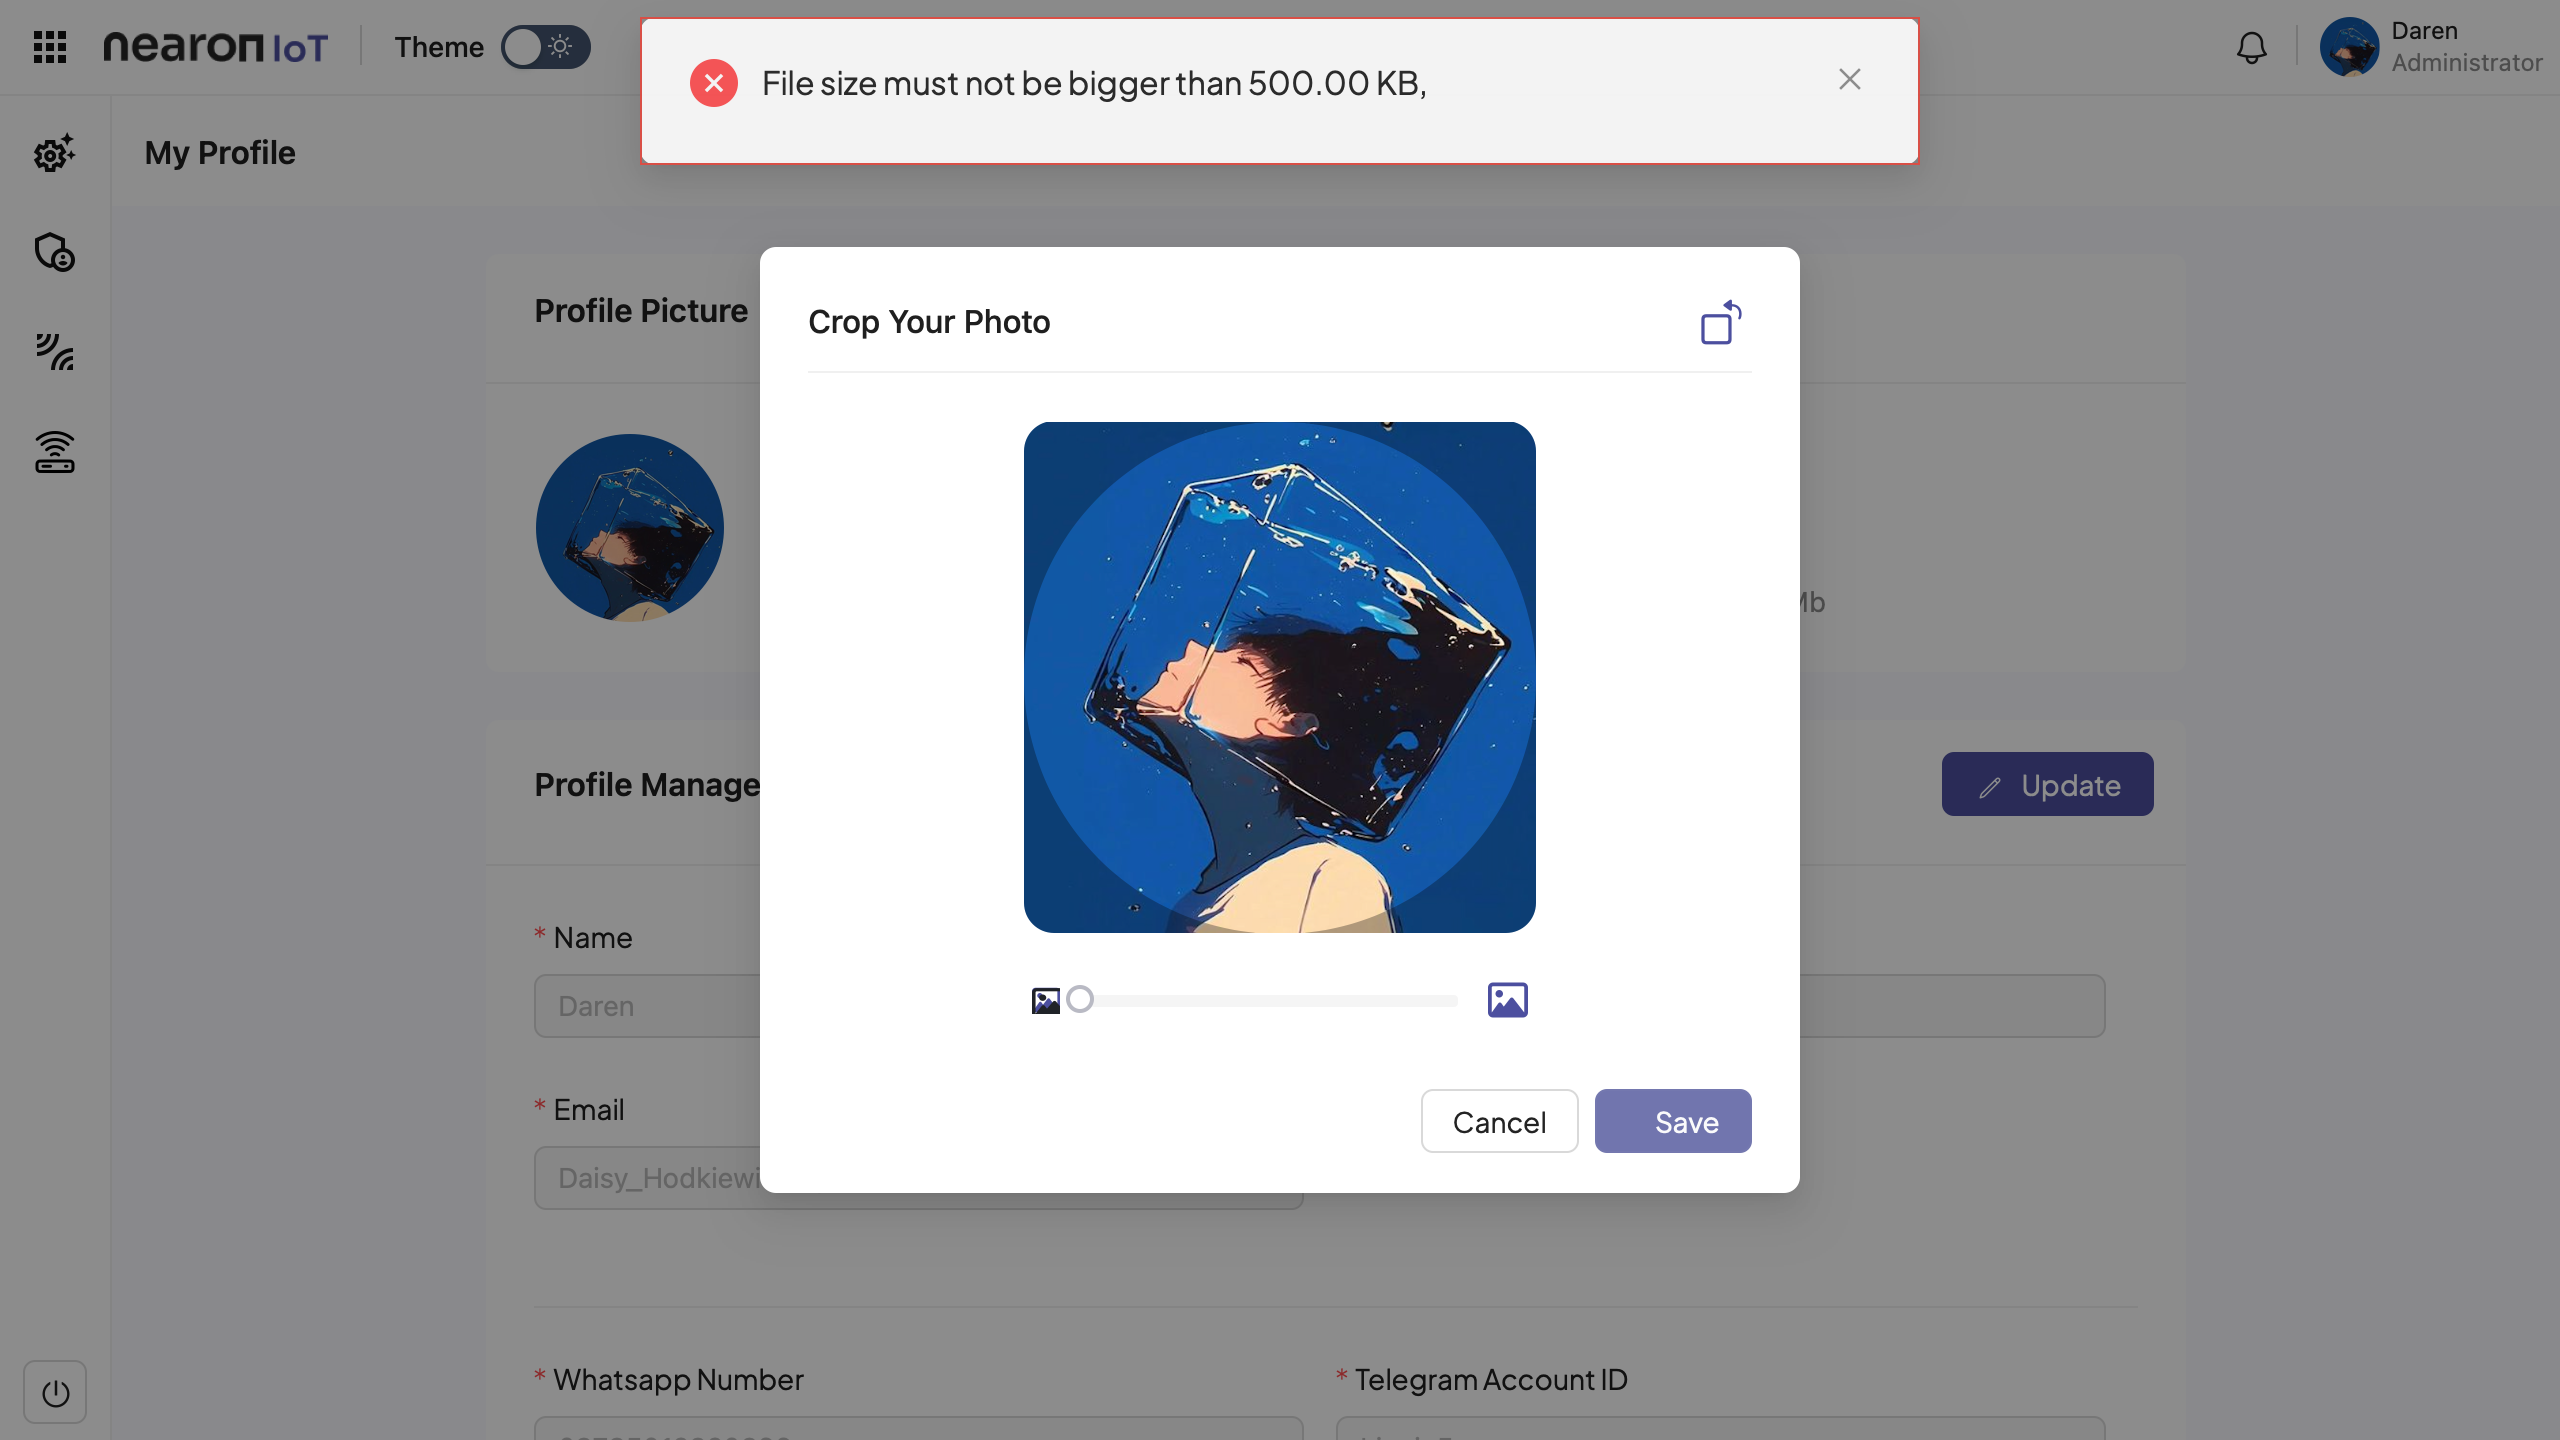 nearon IoT
Theme
File size must not be bigger than 500.00 KB,
Daren
Administrator
My Profile
Profile Picture
Crop Your Photo
Mb
Profile Manage
Update
* Name
Daren
* Email
Daisy_Hodkiewi
Cancel
Save
* Whatsapp Number
* Telegram Account ID